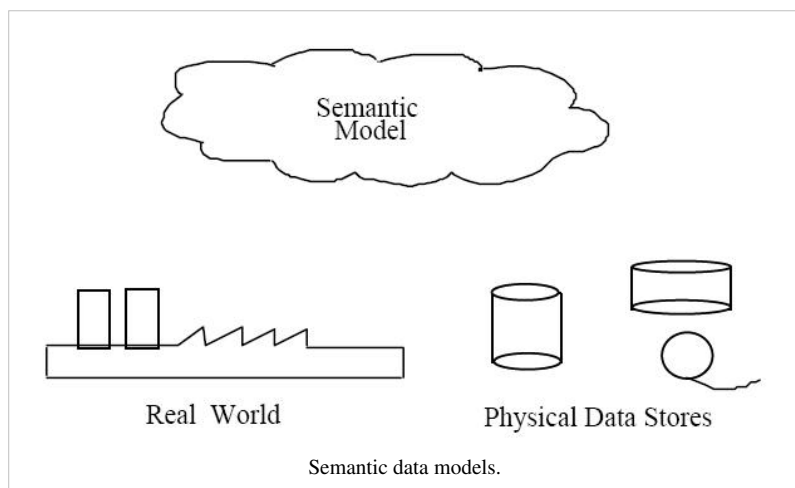 Semantic
Model
Real World
Physical Data Stores
Semantic data models.